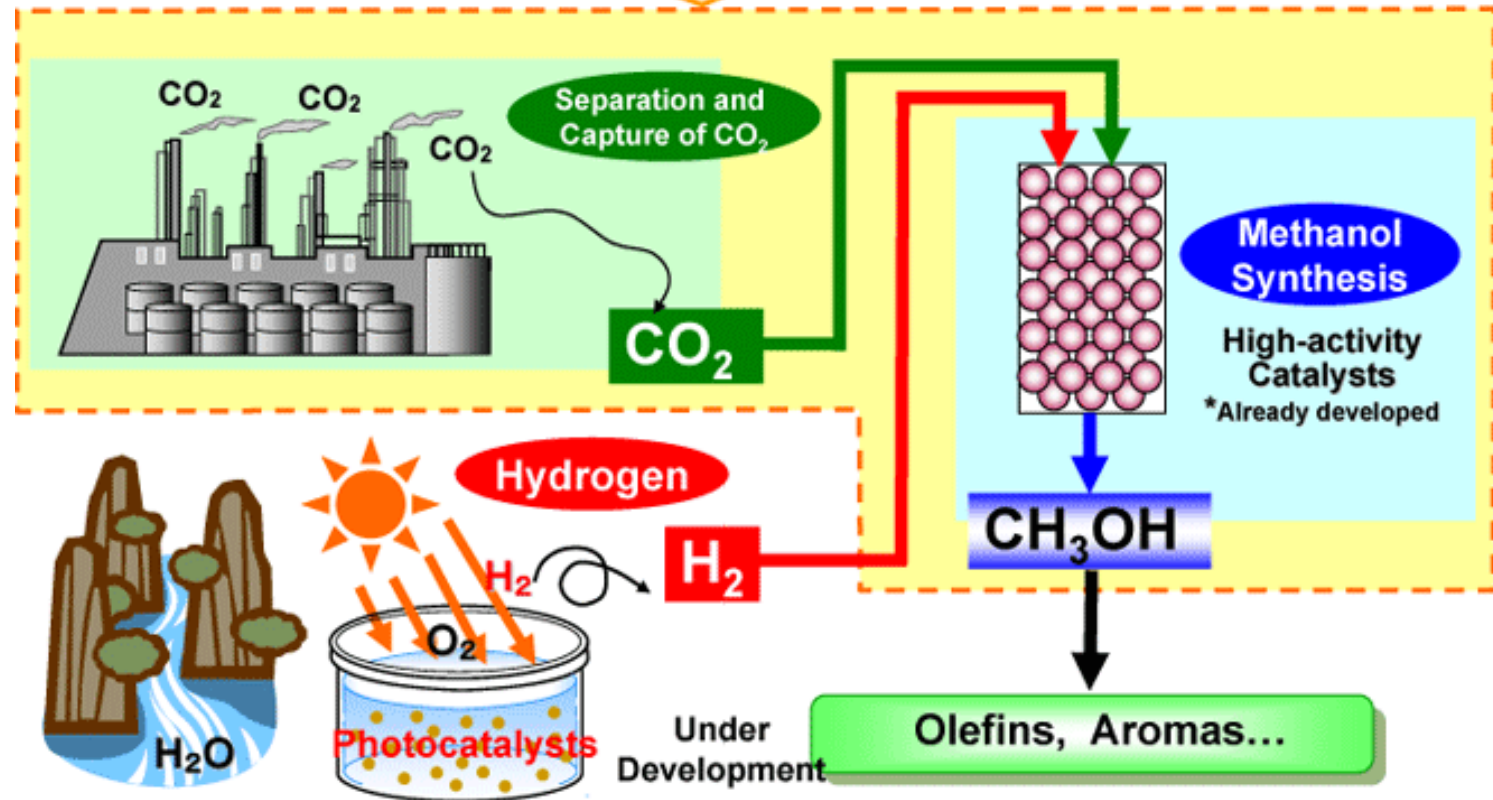 CO₂
CO₂
CO₂
Separation and
Capture of CO₂
CO₂
Methanol
Synthesis
High-activity
Catalysts
*Already developed
CH₃OH
Hydrogen
H₂
H₂
O₂
Photocatalysts
H₂O
Under
Development
Olefins, Aromas...